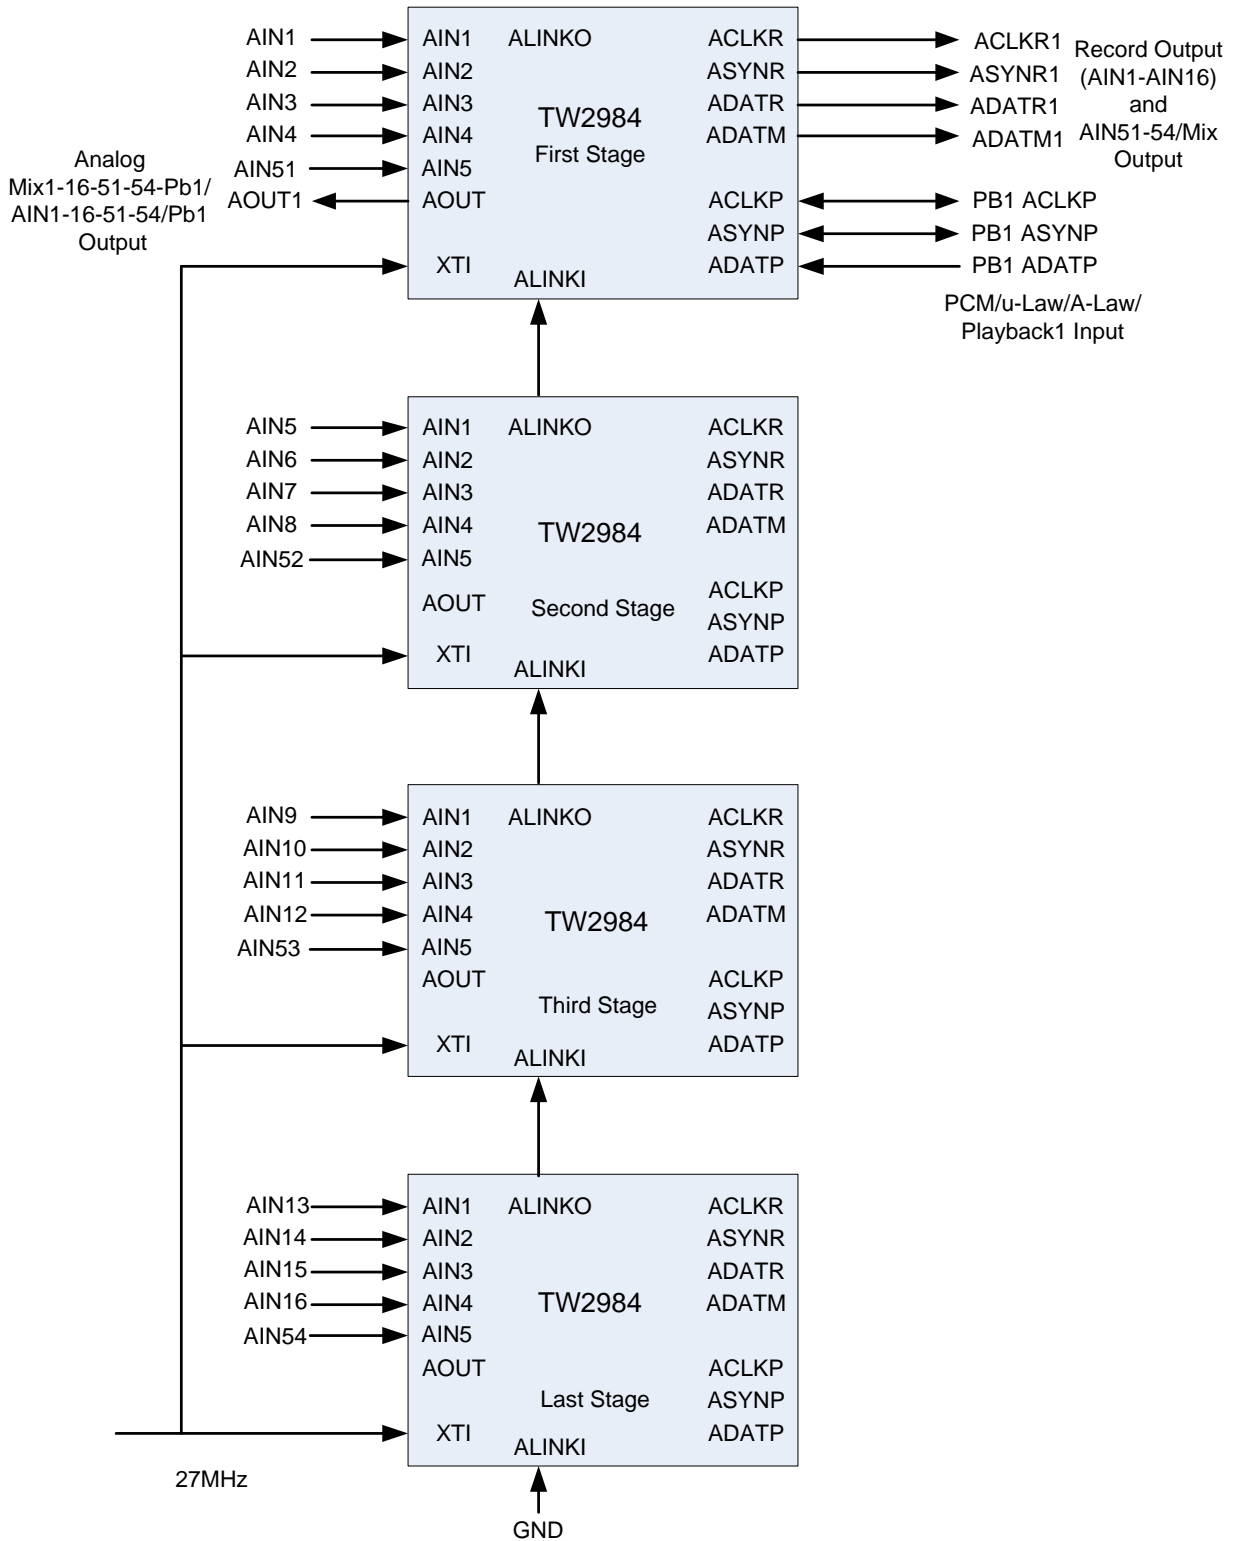 AIN1 AIN1 ALINKO ACLKR ACLKR1
AIN2 AIN2 ASYNR ASYNR1
AIN3 AIN3 ADATR ADATR1
AIN4 AIN4 ADATM ADATM1
AIN51 AIN5
AOUT1 AOUT ACLKP PB1 ACLKP
ASYNP PB1 ASYNP
XTI ADATP PB1 ADATP
ALINKI
TW2984
First Stage
Record Output
(AIN1-AIN16)
and
AIN51-54/Mix
Output
Analog
Mix1-16-51-54-Pb1/
AIN1-16-51-54/Pb1
Output
PCM/u-Law/A-Law/
Playback1 Input
AIN5 AIN1 ALINKO ACLKR
AIN6 AIN2 ASYNR
AIN7 AIN3 ADATR
AIN8 AIN4 ADATM
TW2984
AIN52 AIN5
ACLKP
AOUT Second Stage
ASYNP
XTI ADATP
ALINKI
AIN9 AIN1 ALINKO ACLKR
AIN10 AIN2 ASYNR
AIN11 AIN3 ADATR
AIN12 AIN4 ADATM
TW2984
AIN53 AIN5
AOUT ACLKP
Third Stage ASYNP
XTI ADATP
ALINKI
AIN13 AIN1 ALINKO ACLKR
AIN14 AIN2 ASYNR
AIN15 AIN3 ADATR
AIN16 AIN4 TW2984 ADATM
AIN54 AIN5
AOUT ACLKP
Last Stage ASYNP
XTI ADATP
ALINKI
27MHz
GND